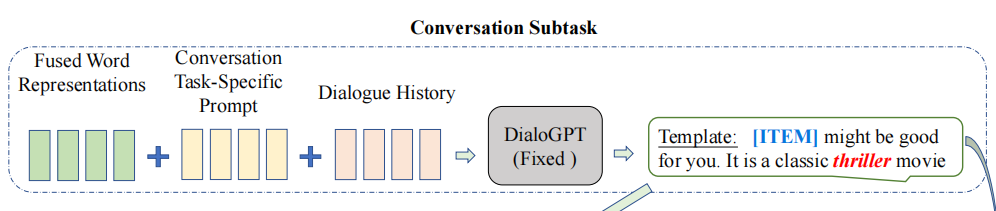 Conversation Subtask
Fused Word
Representations
Conversation
Task-Specific
Prompt
Dialogue History
DialoGPT
(Fixed )
Template: [ITEM] might be good
for you. It is a classic thriller movie